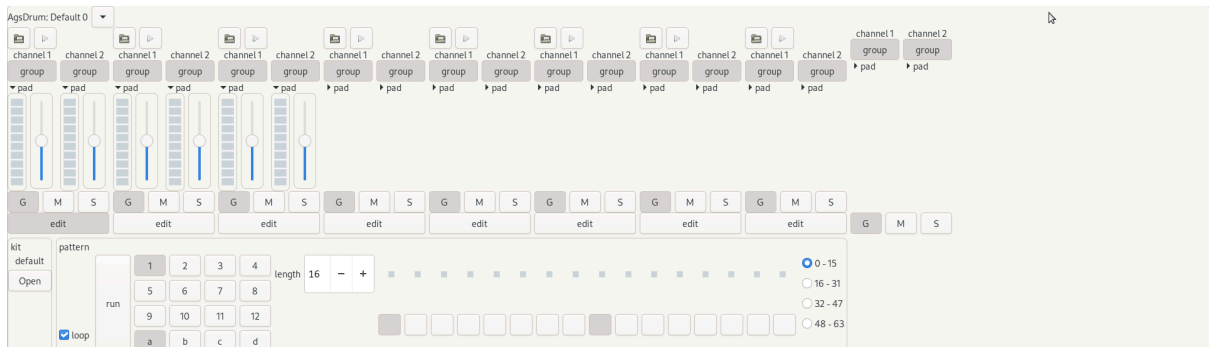 AgsDrum: Default 0
channel 1 channel 2 channel 1 channel 2 channel 1 channel 2 channel 1 channel 2 channel 1 channel 2 channel 1 channel 2 channel 1 channel 2 channel 1 channel 2 channel 1 channel 2
group group group group group group group group group group group group group group group group group group
pad pad pad pad pad pad pad pad pad pad pad pad pad pad pad pad pad pad
G M S G M S G M S G M S G M S G M S G M S G M S
edit edit edit edit edit edit edit edit G M S
kit pattern
default
Open
run
loop
1 2 3 4
5 6 7 8
9 10 11 12
a b c d
length 16 − +
0 - 15
16 - 31
32 - 47
48 - 63